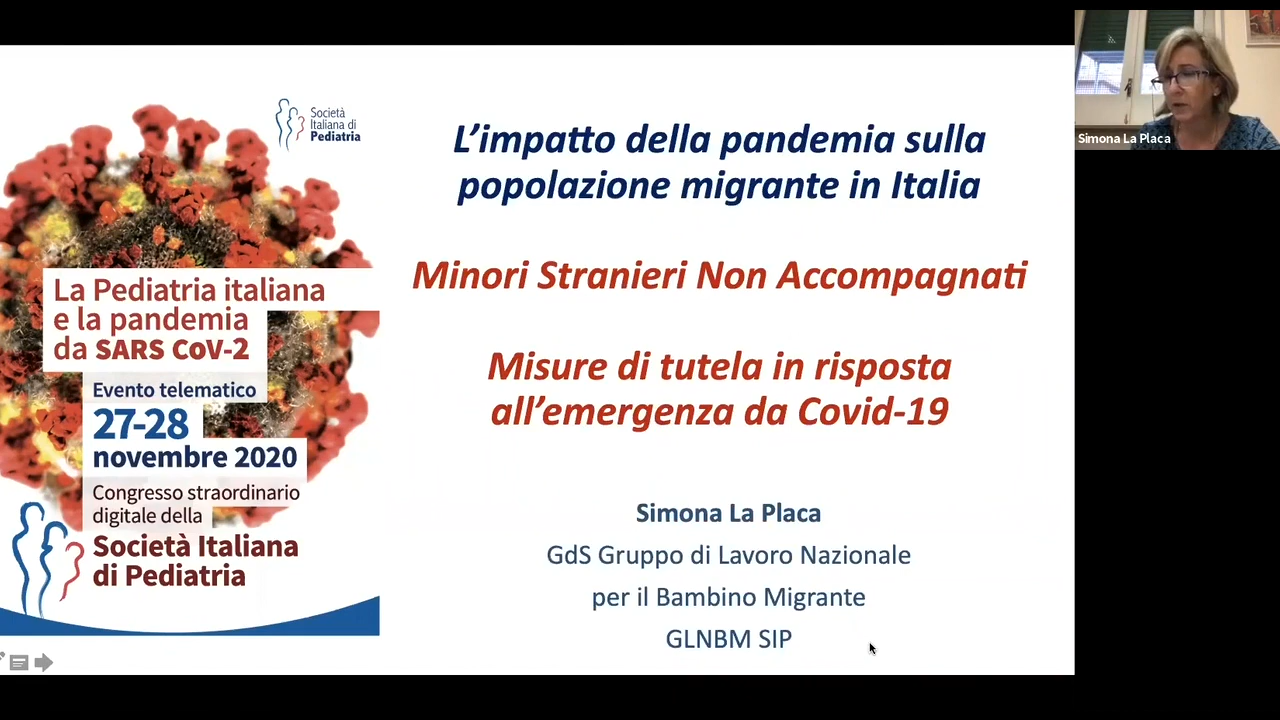 Società
Italiana di
Pediatria
La Pediatria italiana
e la pandemia
da SARS CoV-2
Evento telematico
27-28
novembre 2020
Congresso straordinario
digitale della
Società Italiana
di Pediatria
L’impatto della pandemia sulla
popolazione migrante in Italia
Minori Stranieri Non Accompagnati
Misure di tutela in risposta
all’emergenza da Covid-19
Simona La Placa
GdS Gruppo di Lavoro Nazionale
per il Bambino Migrante
GLNBM SIP
Simona La Placa